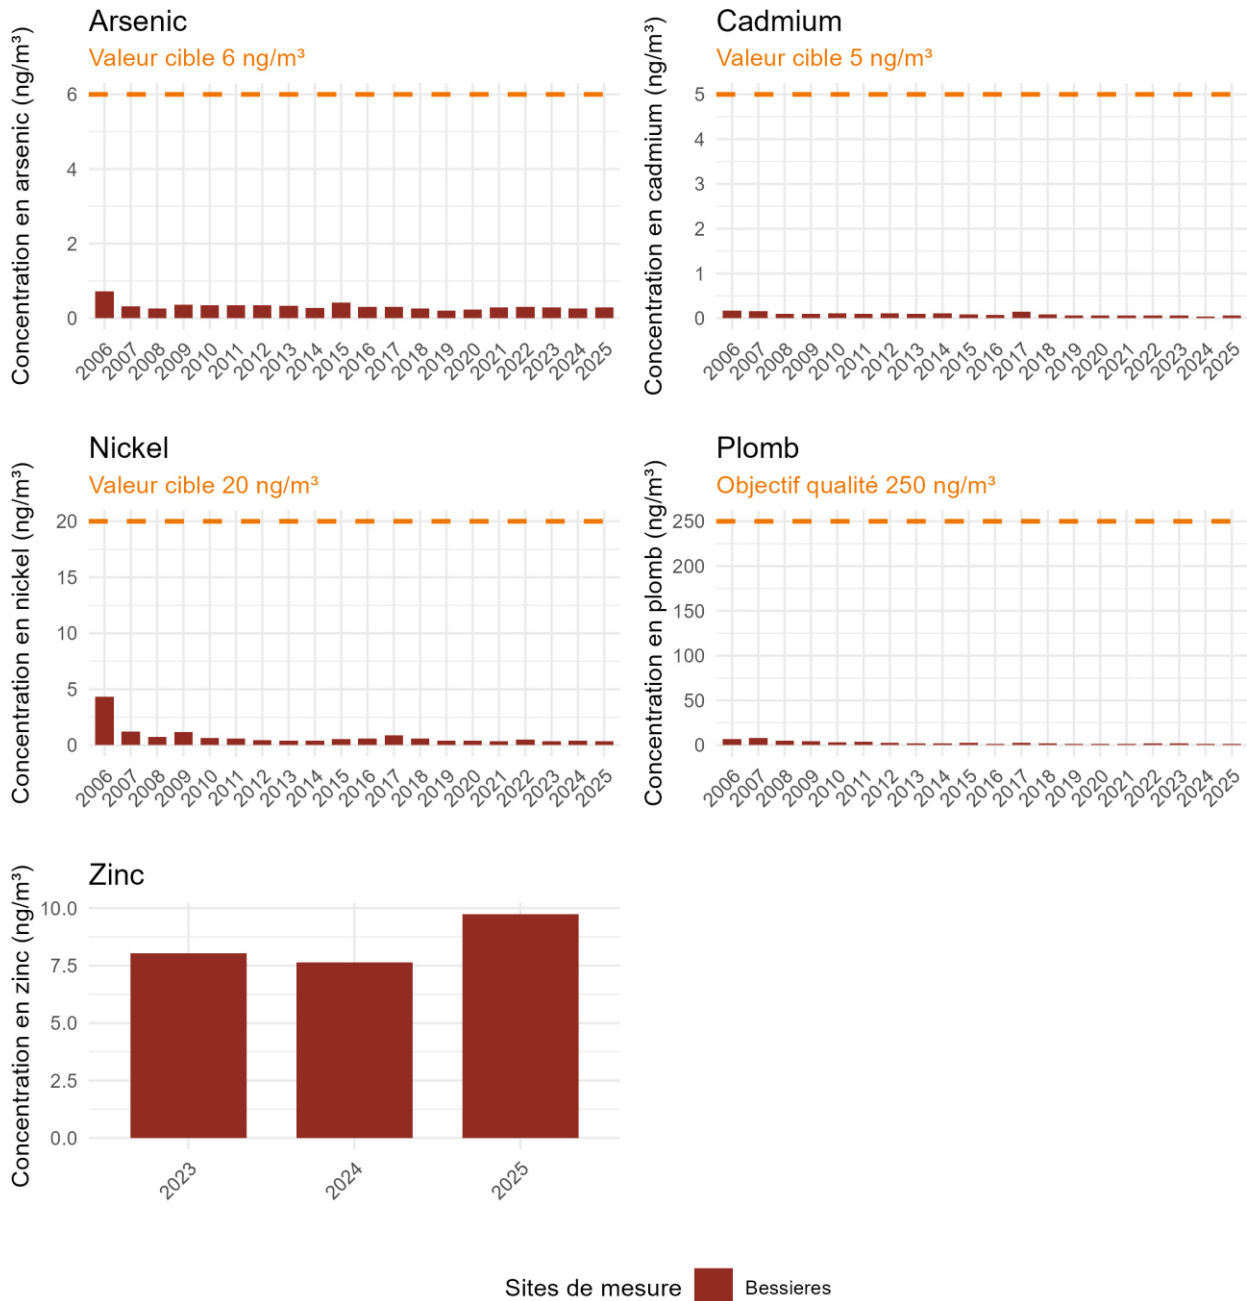 Arsenic
Valeur cible 6 ng/m³
Concentration en arsenic (ng/m³)
6
4
2
0
2006 2007 2008 2009 2010 2011 2012 2013 2014 2015 2016 2017 2018 2019 2020 2021 2022 2023 2024 2025
Cadmium
Valeur cible 5 ng/m³
Concentration en cadmium (ng/m³)
5
4
3
2
1
0
2006 2007 2008 2009 2010 2011 2012 2013 2014 2015 2016 2017 2018 2019 2020 2021 2022 2023 2024 2025
Nickel
Valeur cible 20 ng/m³
Concentration en nickel (ng/m³)
20
15
10
5
0
2006 2007 2008 2009 2010 2011 2012 2013 2014 2015 2016 2017 2018 2019 2020 2021 2022 2023 2024 2025
Plomb
Objectif qualité 250 ng/m³
Concentration en plomb (ng/m³)
250
200
150
100
50
0
2006 2007 2008 2009 2010 2011 2012 2013 2014 2015 2016 2017 2018 2019 2020 2021 2022 2023 2024 2025
Zinc
Concentration en zinc (ng/m³)
10.0
7.5
5.0
2.5
0.0
2023 2024 2025
Sites de mesure Bessieres